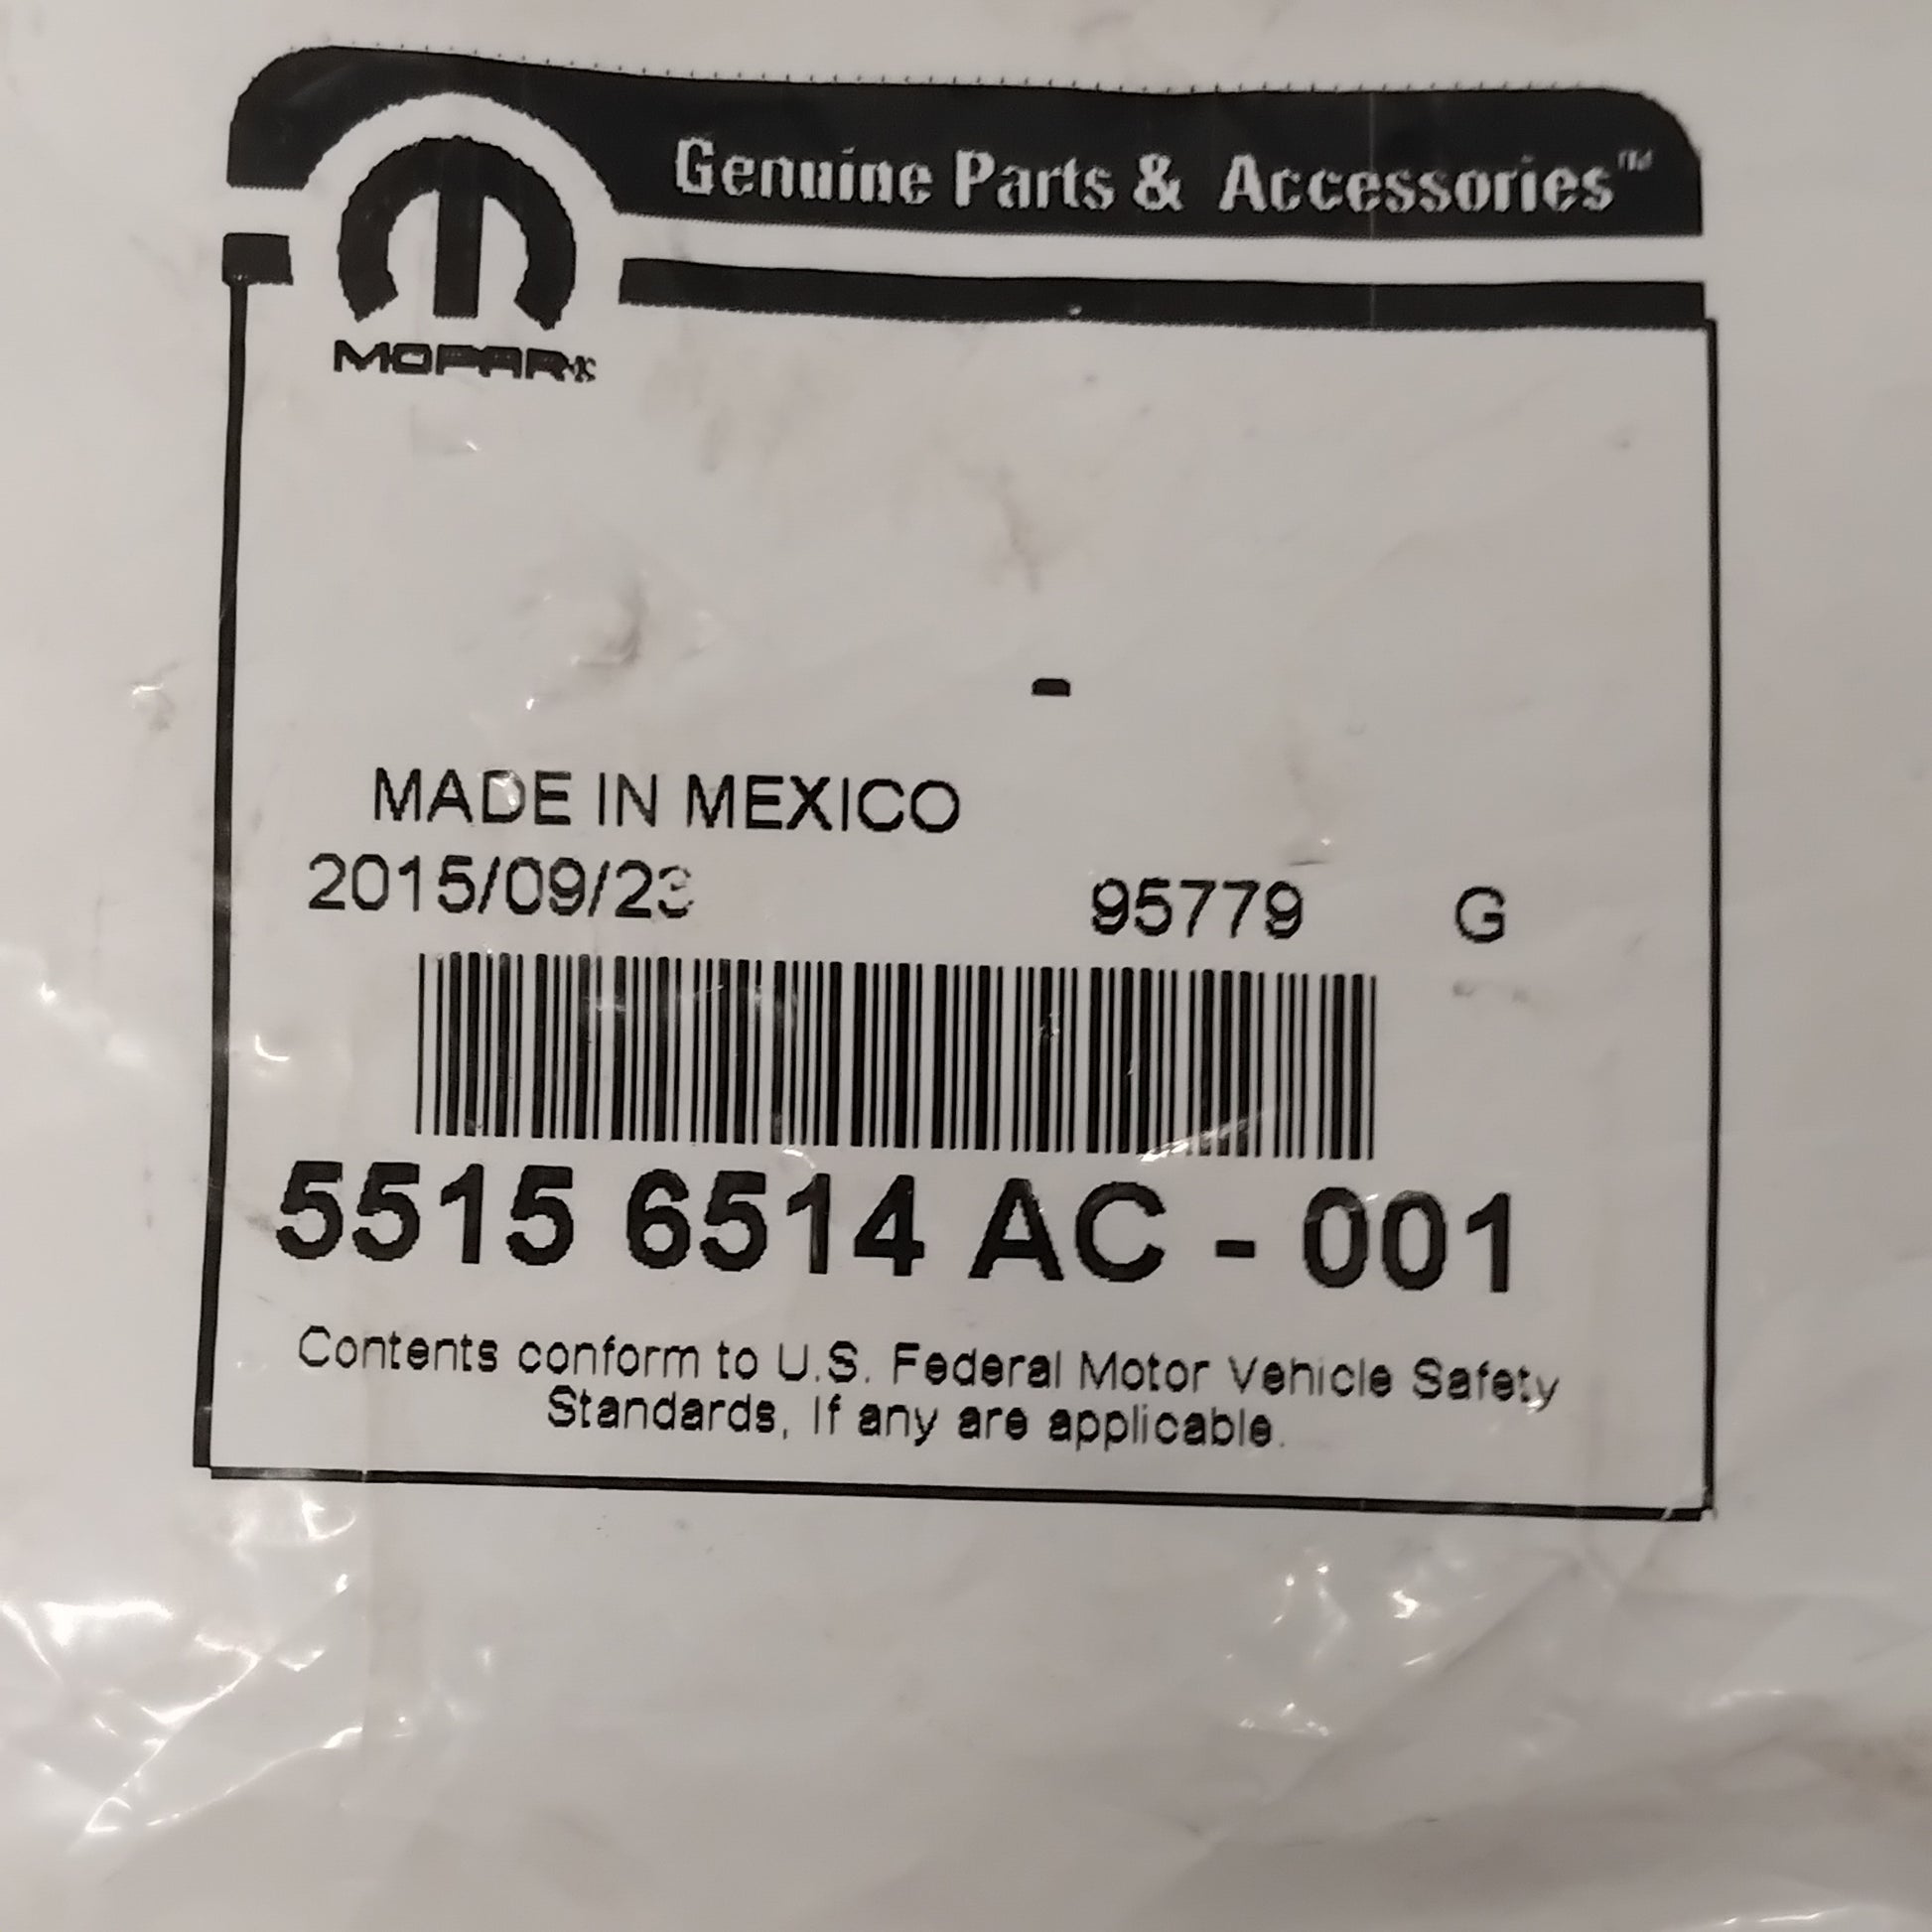 Genuine Parts & Accessories™
MOPAR®
-
MADE IN MEXICO
2015/09/23 95779 G
5515 6514 AC - 001
Contents conform to U.S. Federal Motor Vehicle Safety
Standards, If any are applicable.